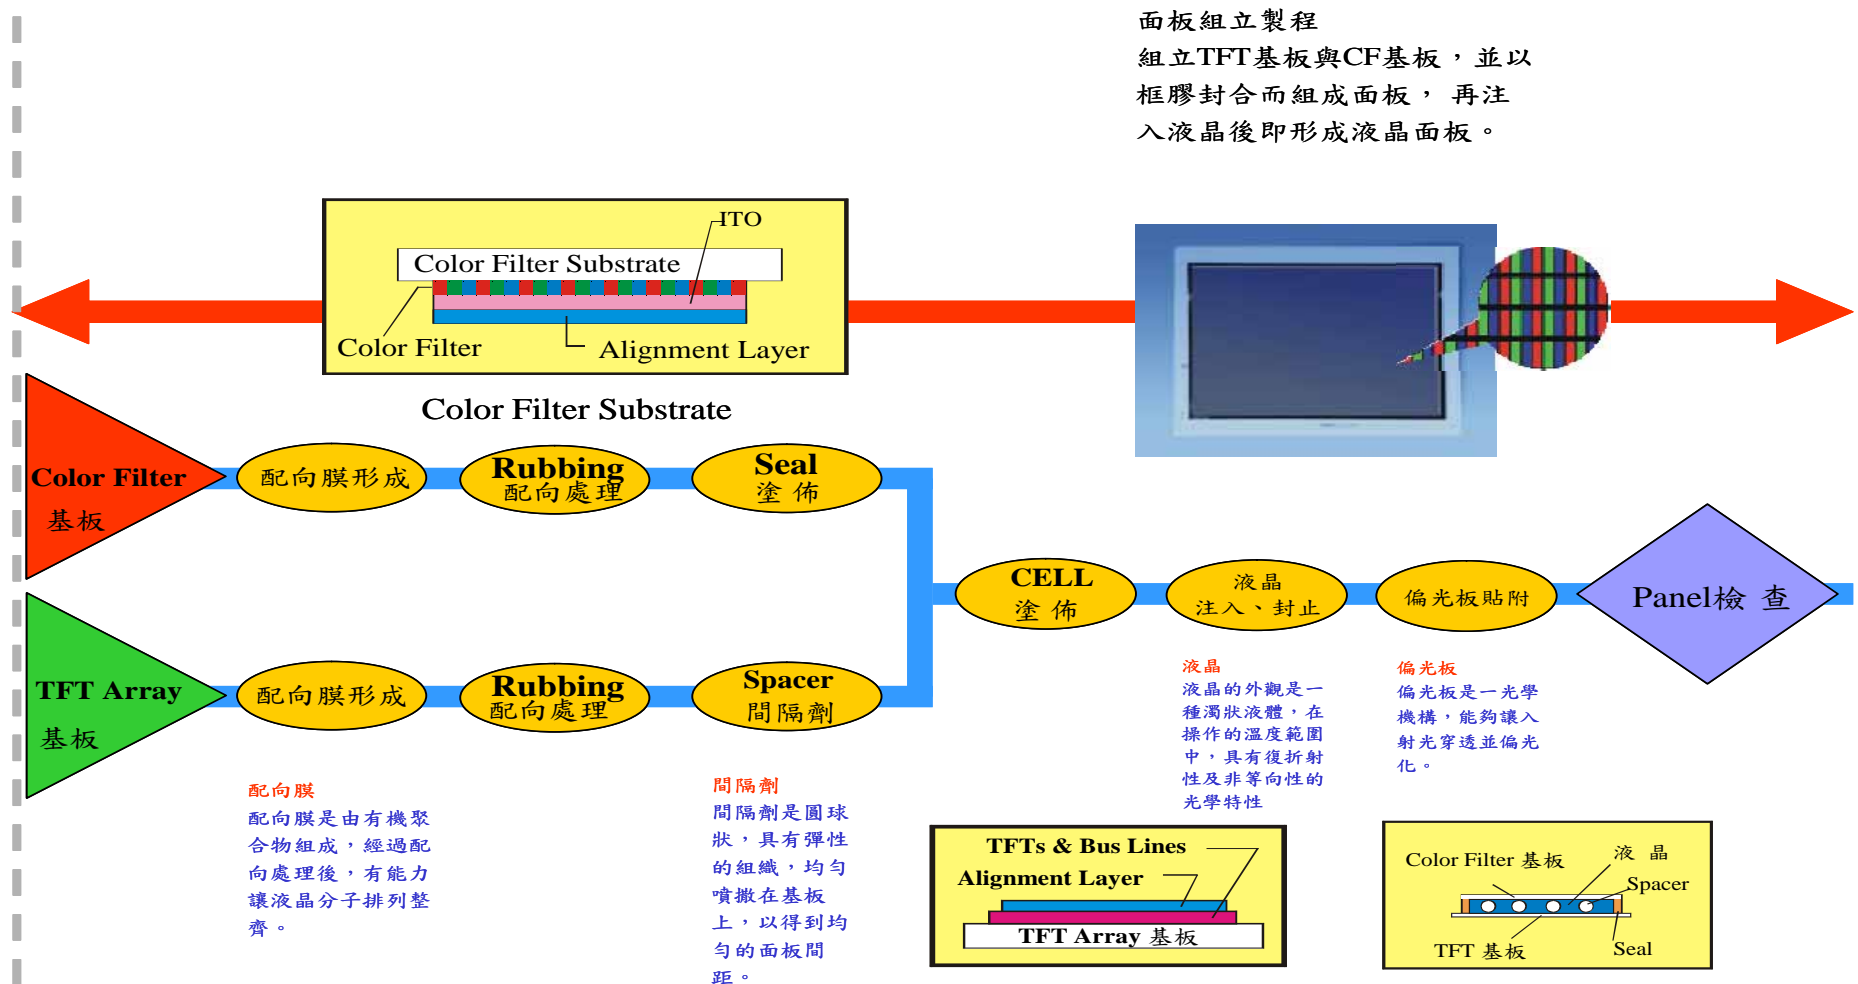 面板組立製程
組立TFT基板與CF基板，並以
框膠封合而組成面板， 再注
入液晶後即形成液晶面板。
ITO
Color Filter Substrate
Color Filter
Alignment Layer
Color Filter Substrate
Color Filter
基板
配向膜形成
Rubbing
配向處理
Seal
塗 佈
TFT Array
基板
配向膜形成
Rubbing
配向處理
Spacer
間隔劑
CELL
塗 佈
液晶
注入、封止
偏光板貼附
Panel檢 查
配向膜
配向膜是由有機聚
合物組成，經過配
向處理後，有能力
讓液晶分子排列整
齊。
間隔劑
間隔劑是圓球
狀，具有彈性
的組織，均勻
噴撒在基板
上，以得到均
勻的面板間
距。
液晶
液晶的外觀是一
種濁狀液體，在
操作的溫度範圍
中，具有復折射
性及非等向性的
光學特性
偏光板
偏光板是一光學
機構，能夠讓入
射光穿透並偏光
化。
TFTs & Bus Lines
Alignment Layer
TFT Array 基板
Color Filter 基板
液 晶
Spacer
TFT 基板
Seal